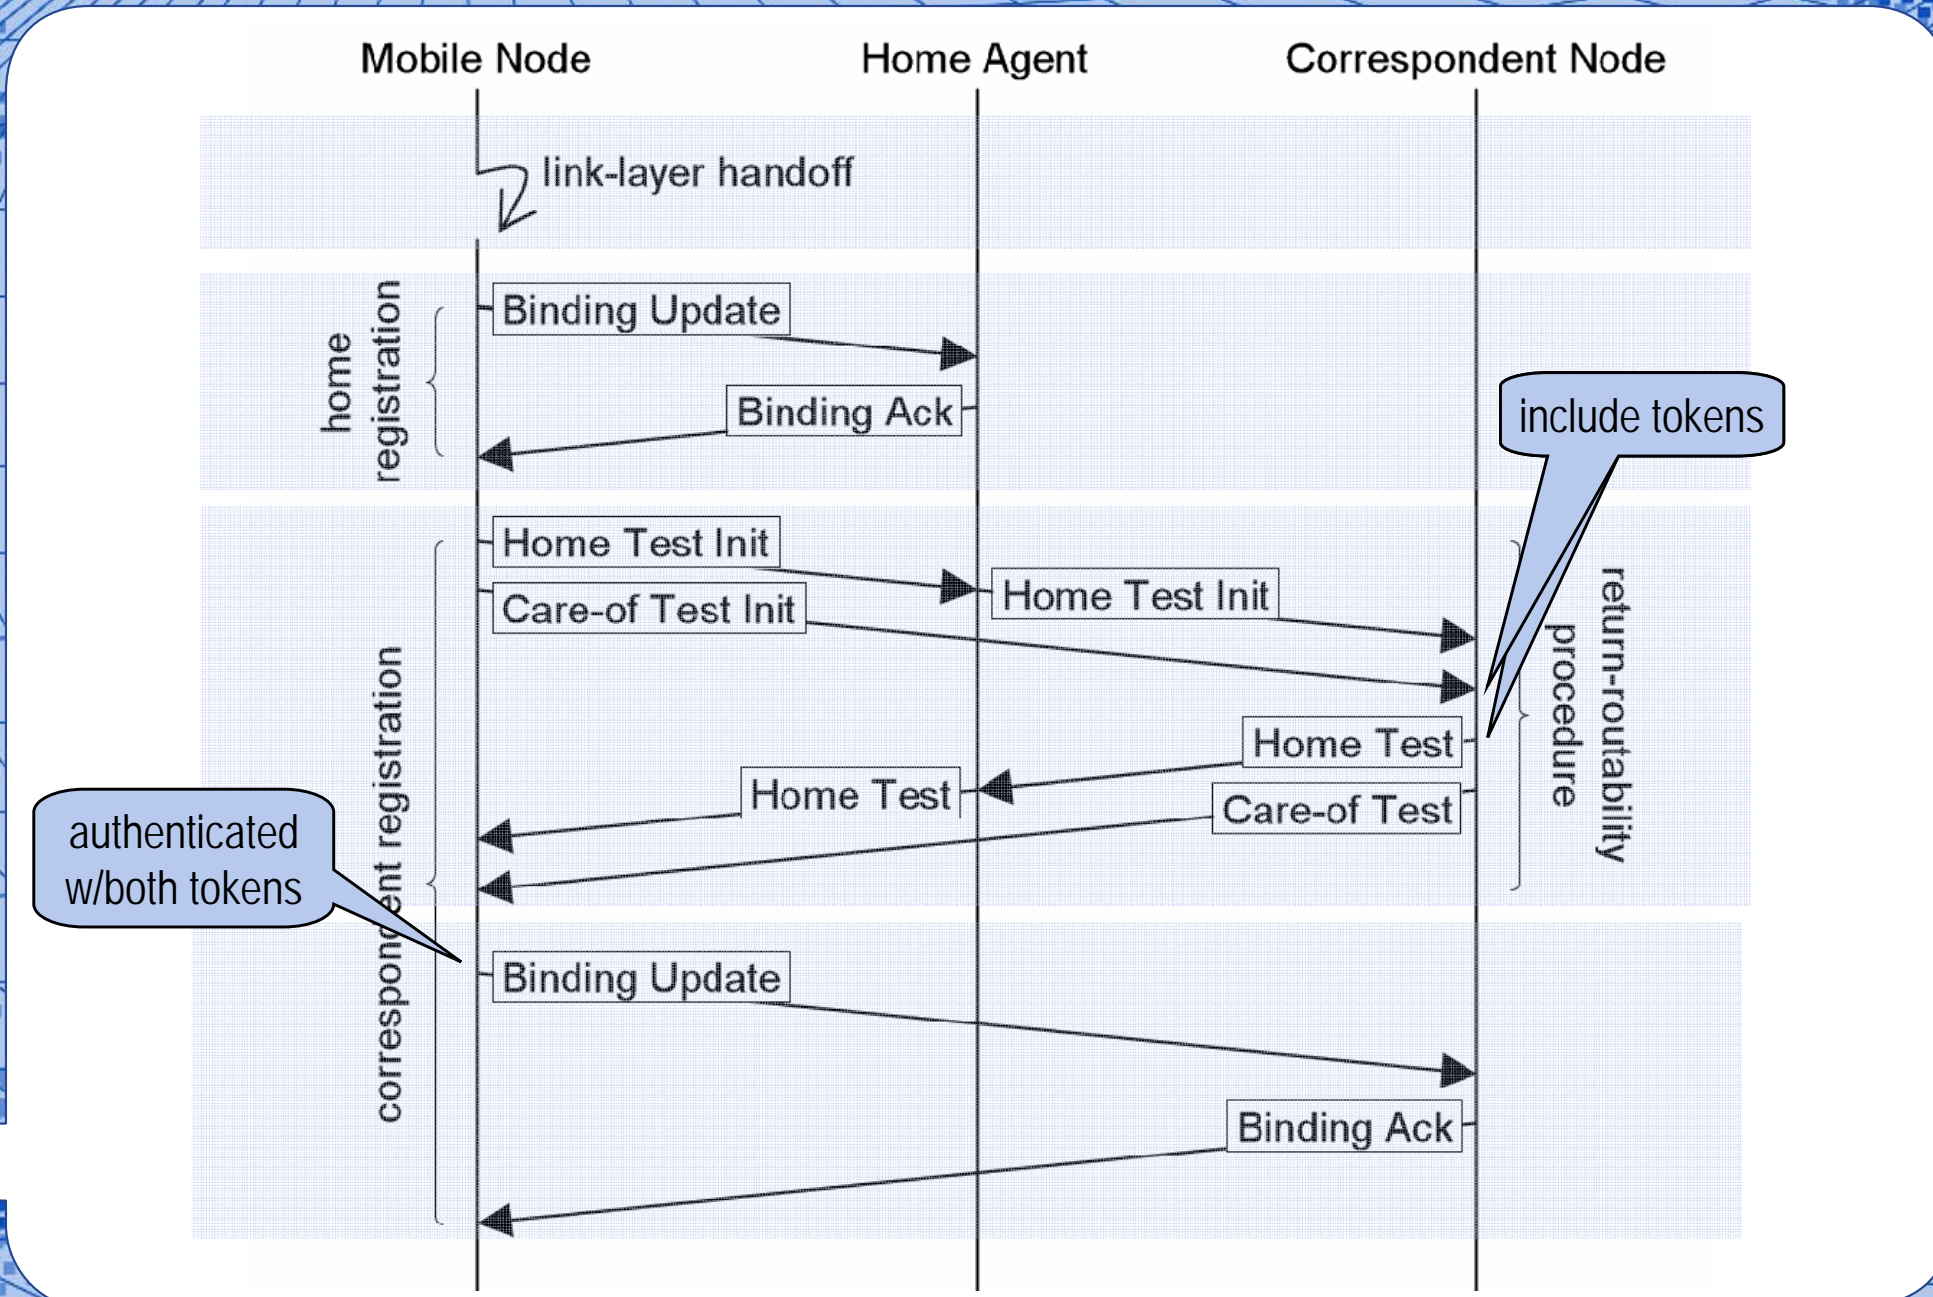 Mobile Node
Home Agent
Correspondent Node
link-layer handoff
home
registration
Binding Update
Binding Ack
include tokens
correspondent registration
Home Test Init
Home Test Init
Care-of Test Init
return-routability
procedure
Home Test
Home Test
Care-of Test
authenticated
w/both tokens
Binding Update
Binding Ack